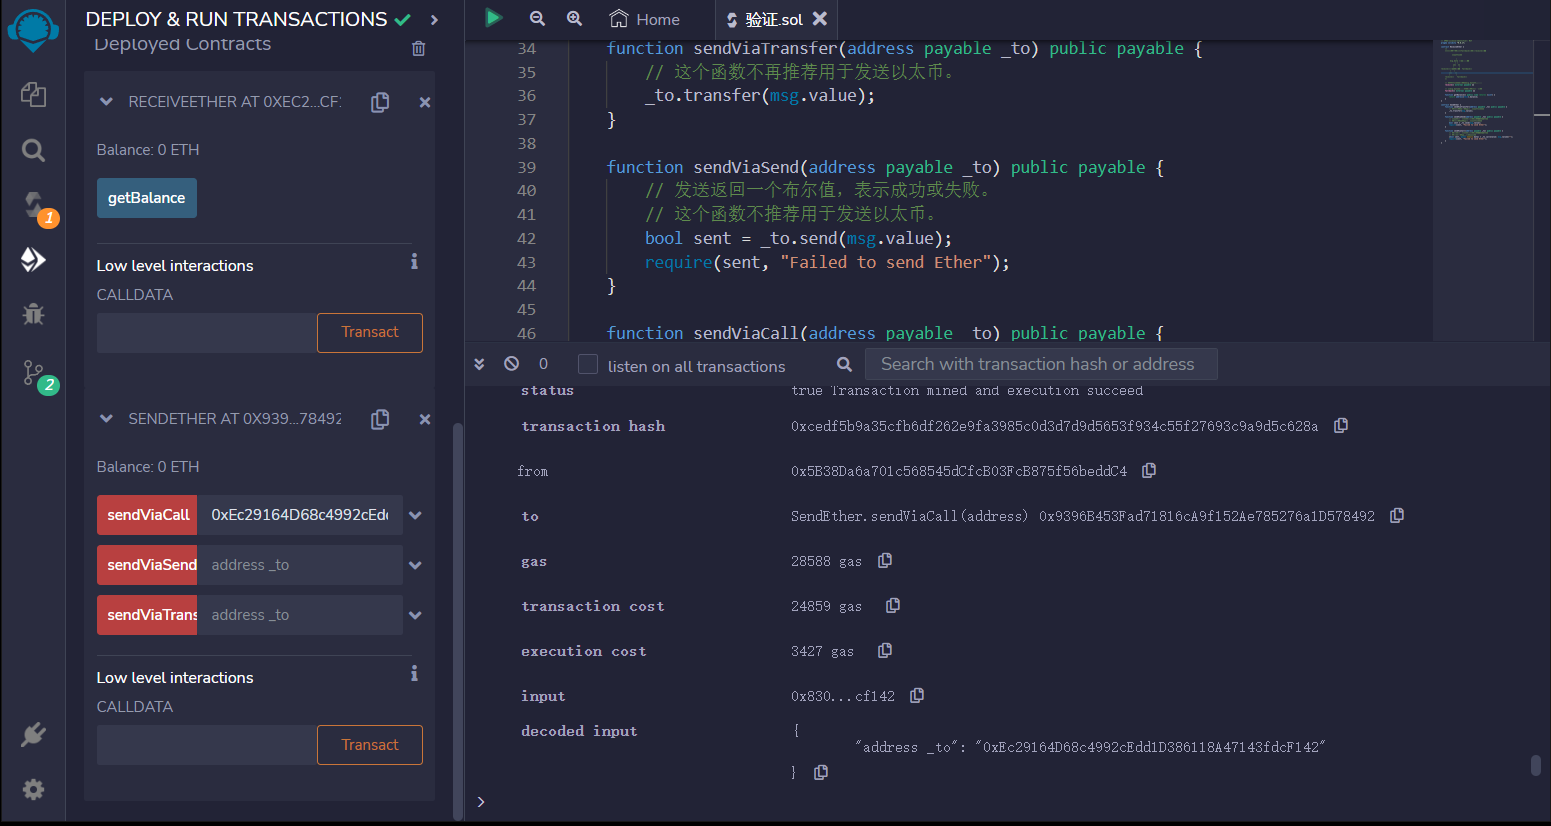 DEPLOY & RUN TRANSACTIONS
Deployed Contracts
RECEIVEETHER AT 0XEC2...CF1
Balance: 0 ETH
getBalance
Low level interactions
CALLDATA
Transact
SENDETHER AT 0X939...78492
Balance: 0 ETH
sendViaCall 0xEc29164D68c4992cEd
sendViaSend address _to
sendViaTrans address _to
Low level interactions
CALLDATA
Transact
1
2
Home 验证.sol
34 function sendViaTransfer(address payable _to) public payable {
35 // 这个函数不再推荐用于发送以太币。
36 _to.transfer(msg.value);
37 }
38
39 function sendViaSend(address payable _to) public payable {
40 // 发送返回一个布尔值，表示成功或失败。
41 // 这个函数不推荐用于发送以太币。
42 bool sent = _to.send(msg.value);
43 require(sent, "Failed to send Ether");
44 }
45
46 function sendViaCall(address payable _to) public payable {
0 listen on all transactions Search with transaction hash or address
status true Transaction mined and execution succeed
transaction hash 0xcedf5b9a35cfb6df262e9fa3985c0d3d7d9d5653f934c55f27693c9a9d5c628a
from 0x5B38Da6a701c568545dCfcB03FcB875f56beddC4
to SendEther.sendViaCall(address) 0x9396B453Fad71816cA9f152Ae785276a1D578492
gas 28588 gas
transaction cost 24859 gas
execution cost 3427 gas
input 0x830...cf142
decoded input {
"address _to": "0xEc29164D68c4992cEdd1D386118A47143fdcF142"
}
>